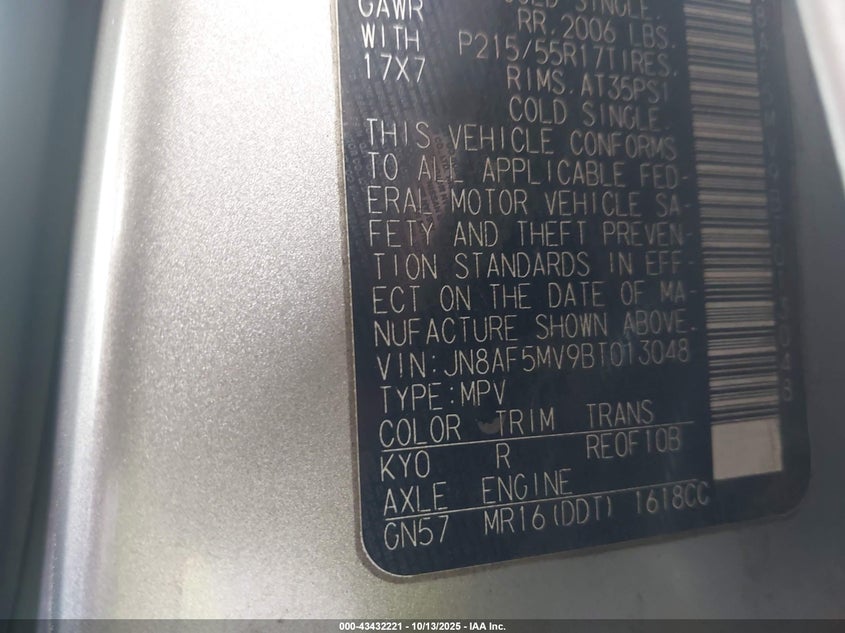 GAWR COLD SINGLE.
WITH RR. 2006 LBS.
17X7 P215/55R17TIRES.
RIMS. AT35PSI
COLD SINGLE.
THIS VEHICLE CONFORMS
TO ALL APPLICABLE FED-
ERAL MOTOR VEHICLE SA-
FETY AND THEFT PREVEN-
TION STANDARDS IN EFF-
ECT ON THE DATE OF MA-
NUFACTURE SHOWN ABOVE.
VIN:JN8AF5MV9BT013048
TYPE:MPV
COLOR TRIM TRANS
KY0 R RE0F10B
AXLE ENGINE
GN57 MR16(DDT) 1618CC
000-43432221 | 10/13/2025 | IAA Inc.